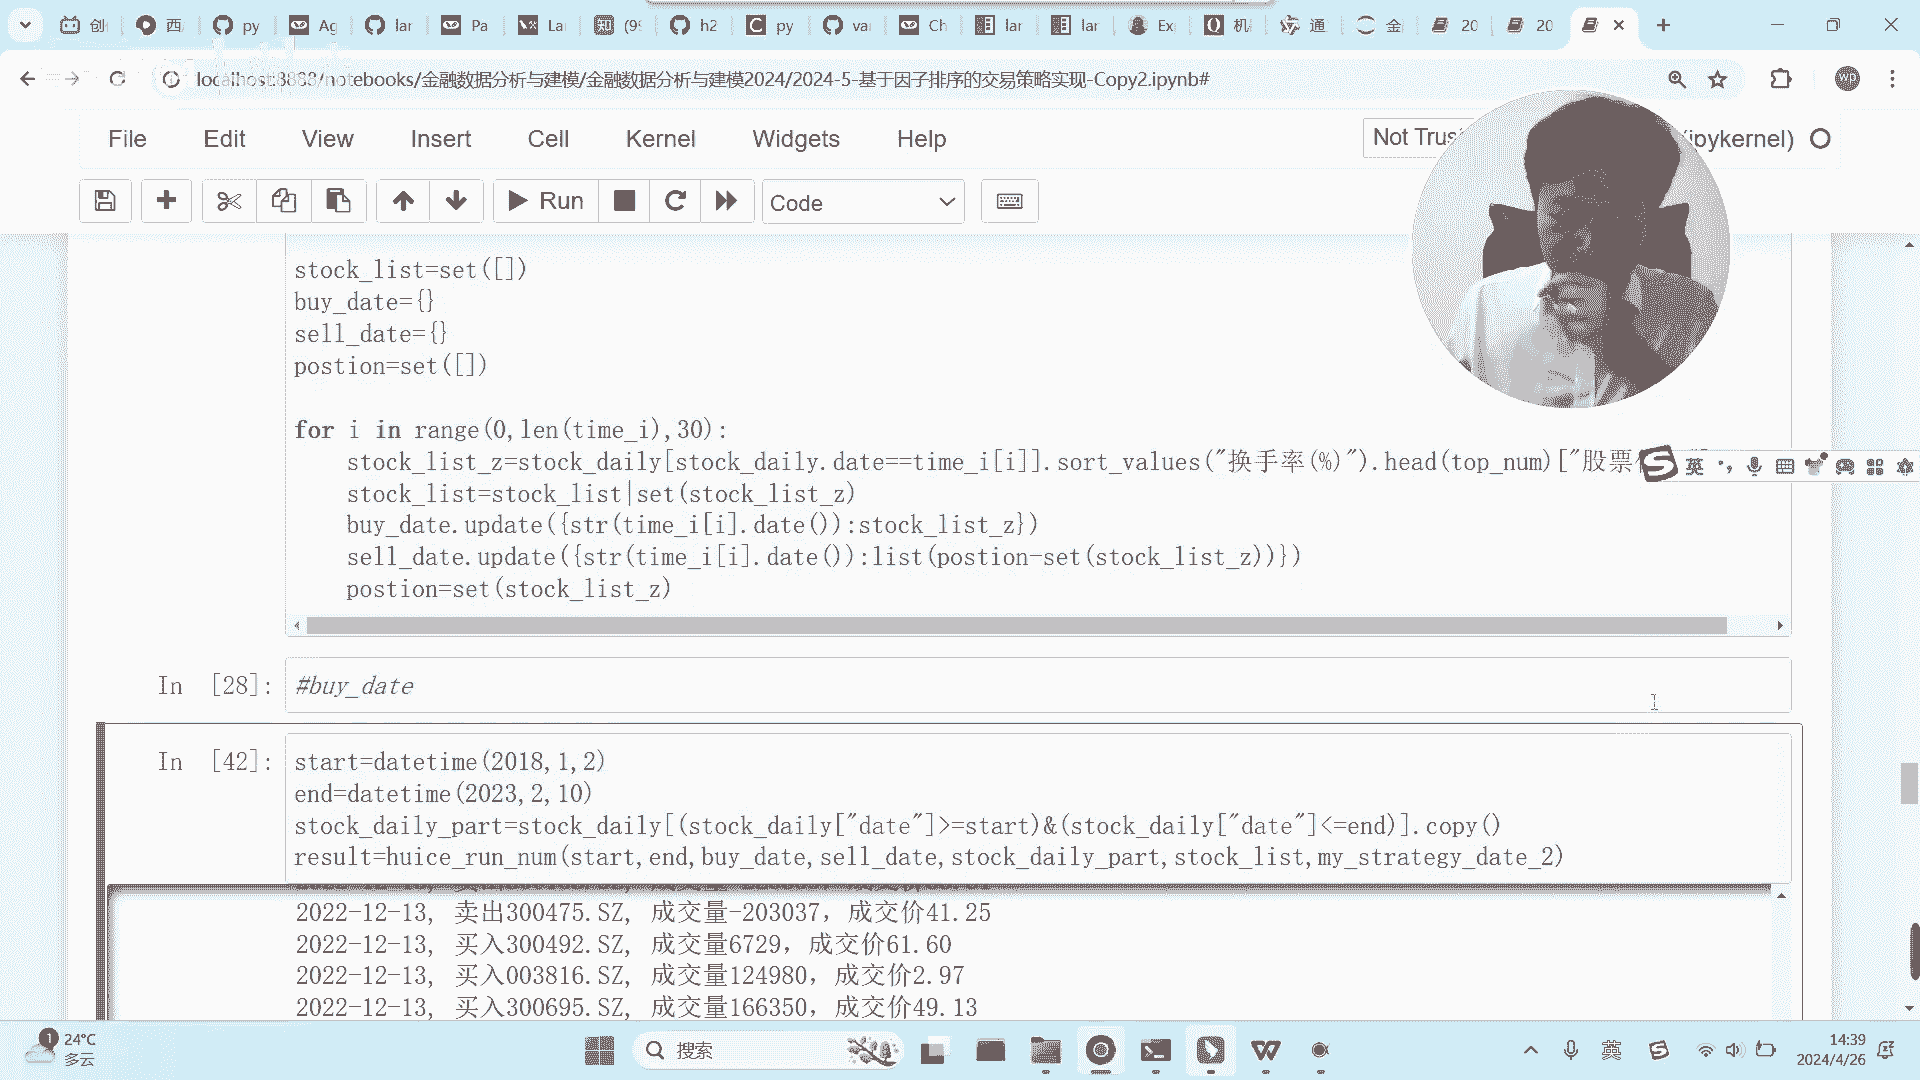 创
西
py
Ag
lar
Pa
La
(9
h2
py
va
Ch
lar
lar
Ex
机
通
金
20
20
localhost:8888/notebooks/金融数据分析与建模/金融数据分析与建模2024/2024-5-基于因子排序的交易策略实现-Copy2.ipynb#
wp
File Edit View Insert Cell Kernel Widgets Help
Not Trus
(ipykernel)
Run
Code
stock_list=set([])
buy_date={}
sell_date={}
postion=set([])
for i in range(0,len(time_i),30):
stock_list_z=stock_daily[stock_daily.date==time_i[i]].sort_values("换手率(%)").head(top_num)["股票
stock_list=stock_list|set(stock_list_z)
buy_date.update({str(time_i[i].date()):stock_list_z})
sell_date.update({str(time_i[i].date()):list(postion-set(stock_list_z))})
postion=set(stock_list_z)
英
In [28]: #buy_date
In [42]: start=datetime(2018,1,2)
end=datetime(2023,2,10)
stock_daily_part=stock_daily[(stock_daily["date"]>=start)&(stock_daily["date"]<=end)].copy()
result=huice_run_num(start,end,buy_date,sell_date,stock_daily_part,stock_list,my_strategy_date_2)
2022-12-13, 卖出300475.SZ, 成交量-203037, 成交价41.25
2022-12-13, 买入300492.SZ, 成交量6729, 成交价61.60
2022-12-13, 买入003816.SZ, 成交量124980, 成交价2.97
2022-12-13, 买入300695.SZ, 成交量166350, 成交价49.13
1
24°C
多云
搜索
英
14:39
2024/4/26